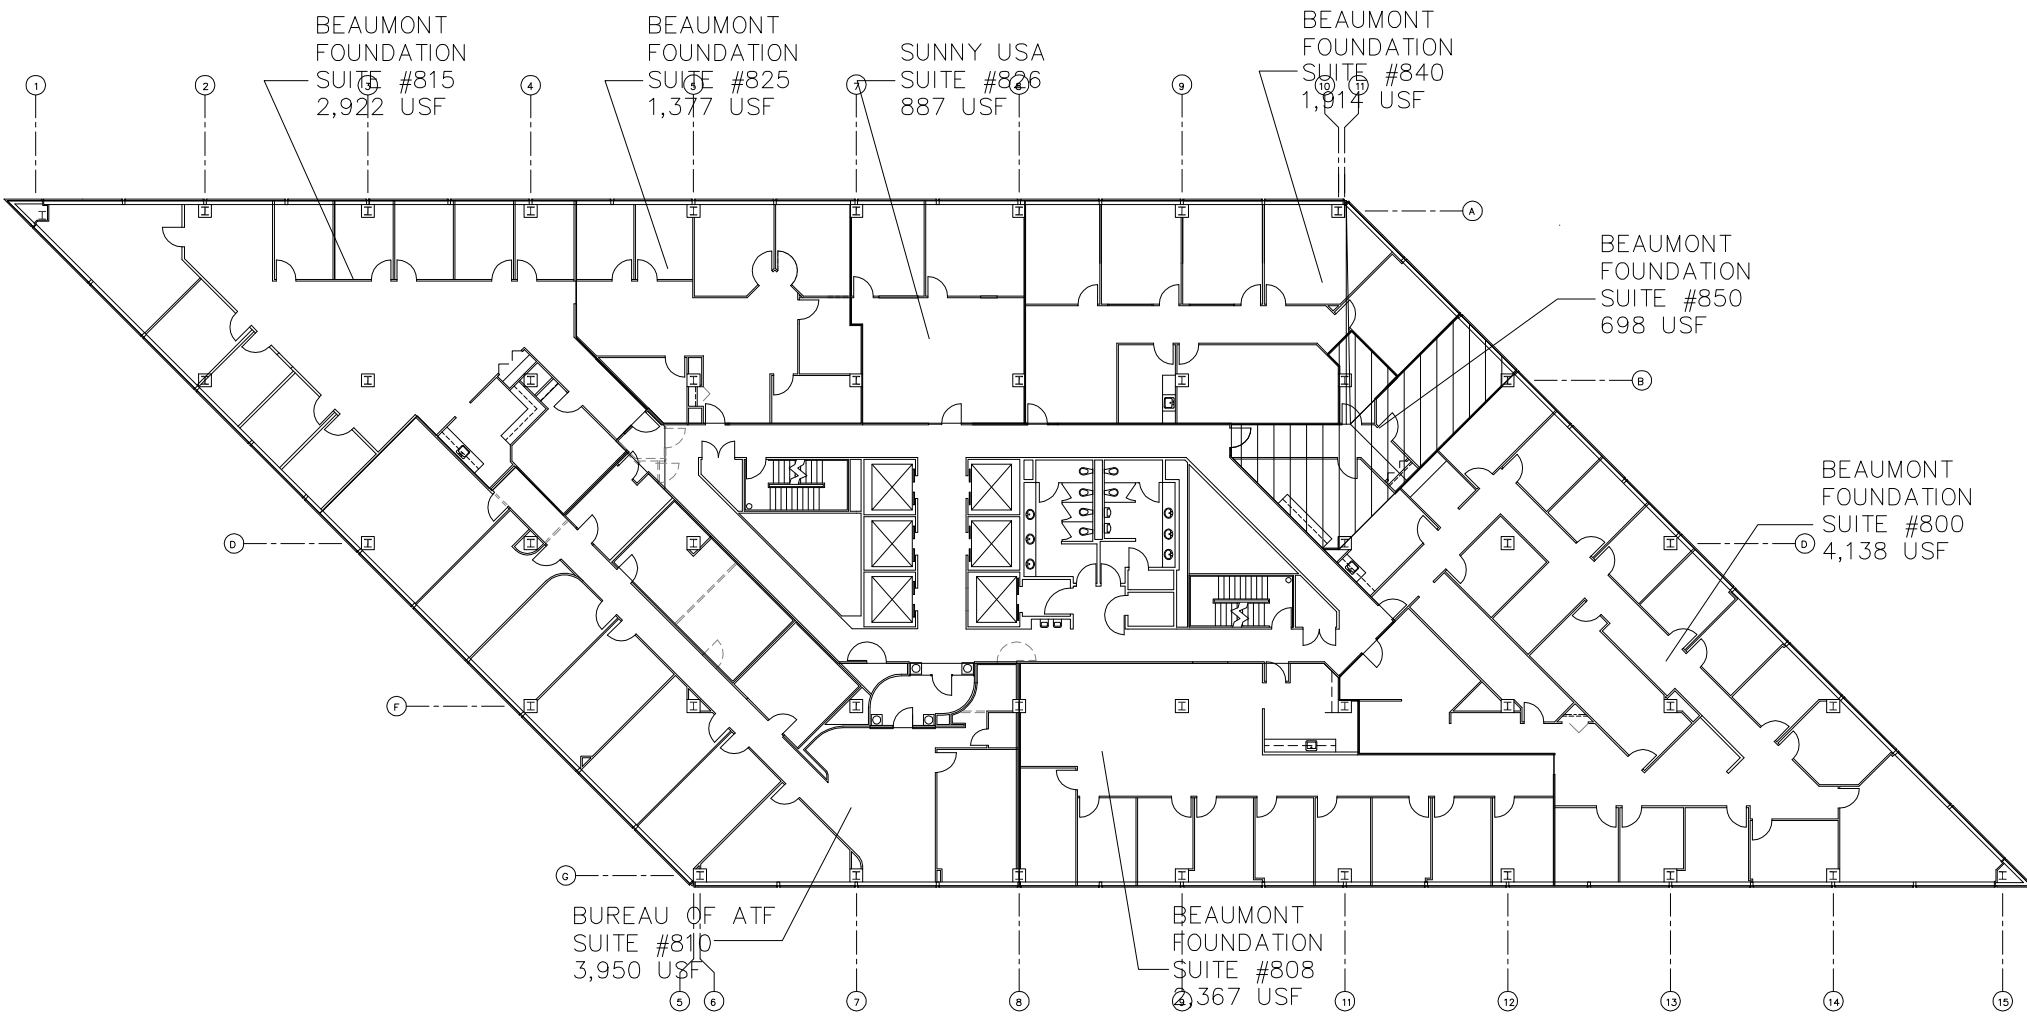 BEAUMONT
FOUNDATION
SUITE #815
2,922 USF
BEAUMONT
FOUNDATION
SUITE #825
1,377 USF
SUNNY USA
SUITE #826
887 USF
BEAUMONT
FOUNDATION
SUITE #840
1,914 USF
1
2
3
4
5
7
8
9
10
11
A
BEAUMONT
FOUNDATION
SUITE #850
698 USF
B
BEAUMONT
FOUNDATION
SUITE #800
4,138 USF
D
D
F
G
BUREAU OF ATF
SUITE #810
3,950 USF
BEAUMONT
FOUNDATION
SUITE #808
2,367 USF
5
6
7
8
9
11
12
13
14
15